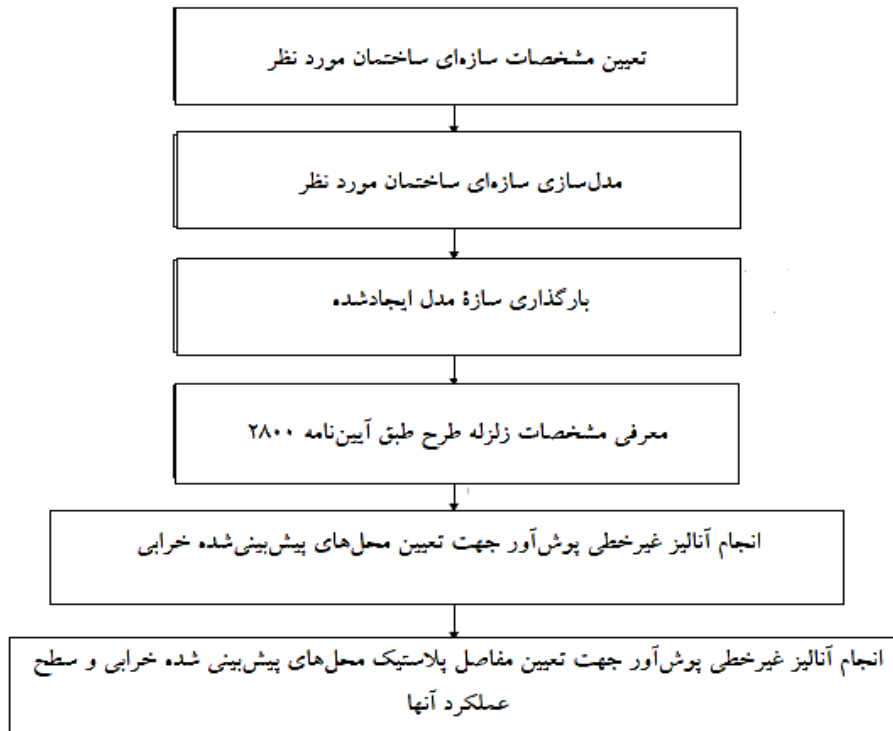 تعیین مشخصات سازه‌ای ساختمان مورد نظر
مدل‌سازی سازه‌ای ساختمان مورد نظر
بارگذاری سازۀ مدل ایجادشده
معرفی مشخصات زلزله طرح طبق آیین‌نامه ۲۸۰۰
انجام آنالیز غیرخطی پوش‌آور جهت تعیین محل‌های پیش‌بینی‌شده خرابی
انجام آنالیز غیرخطی پوش‌آور جهت تعیین مفاصل پلاستیک محل‌های پیش‌بینی شده خرابی و سطح
عملکرد آنها